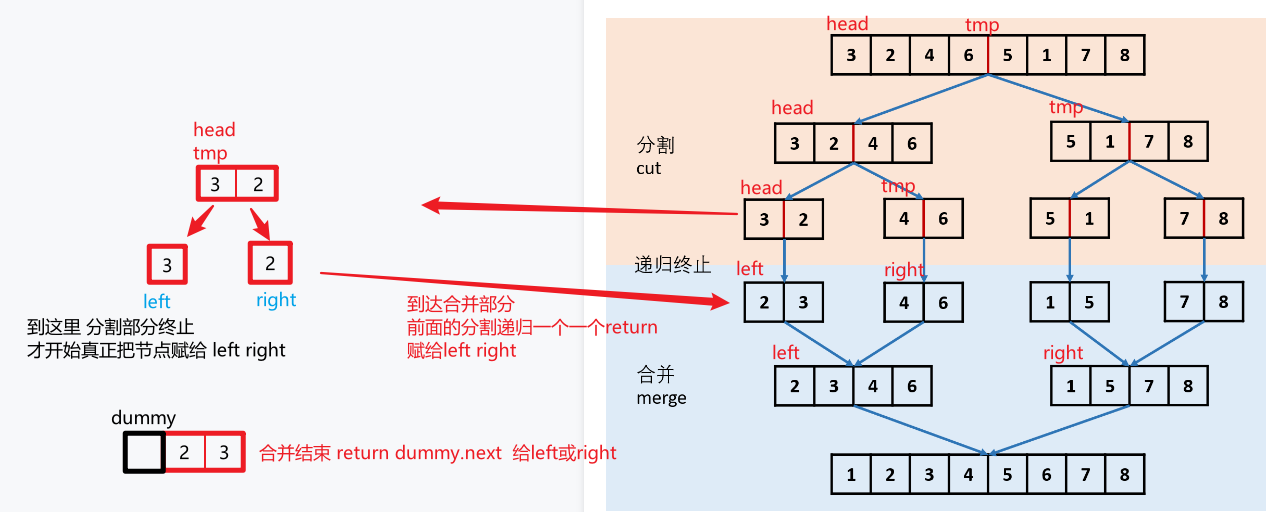 head
tmp
3 2
3
2
left
right
到这里 分割部分终止
才开始真正把节点赋给 left right
dummy
2 3
合并结束 return dummy.next 给left或right
到达合并部分
前面的分割递归一个一个return
赋给left right
head tmp
3 2 4 6 5 1 7 8
head tmp
3 2 4 6
5 1 7 8
分割
cut
head tmp
3 2
4 6
5 1
7 8
递归终止
left right
2 3
4 6
1 5
7 8
left right
2 3 4 6
1 5 7 8
合并
merge
1 2 3 4 5 6 7 8